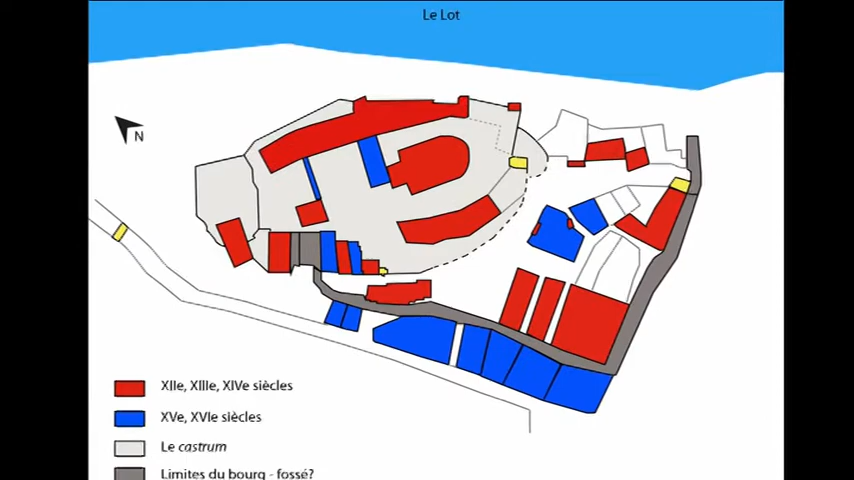 Le Lot
N
XIIe, XIIIe, XIVe siècles
XVe, XVIe siècles
Le castrum
Limites du bourg - fossé?